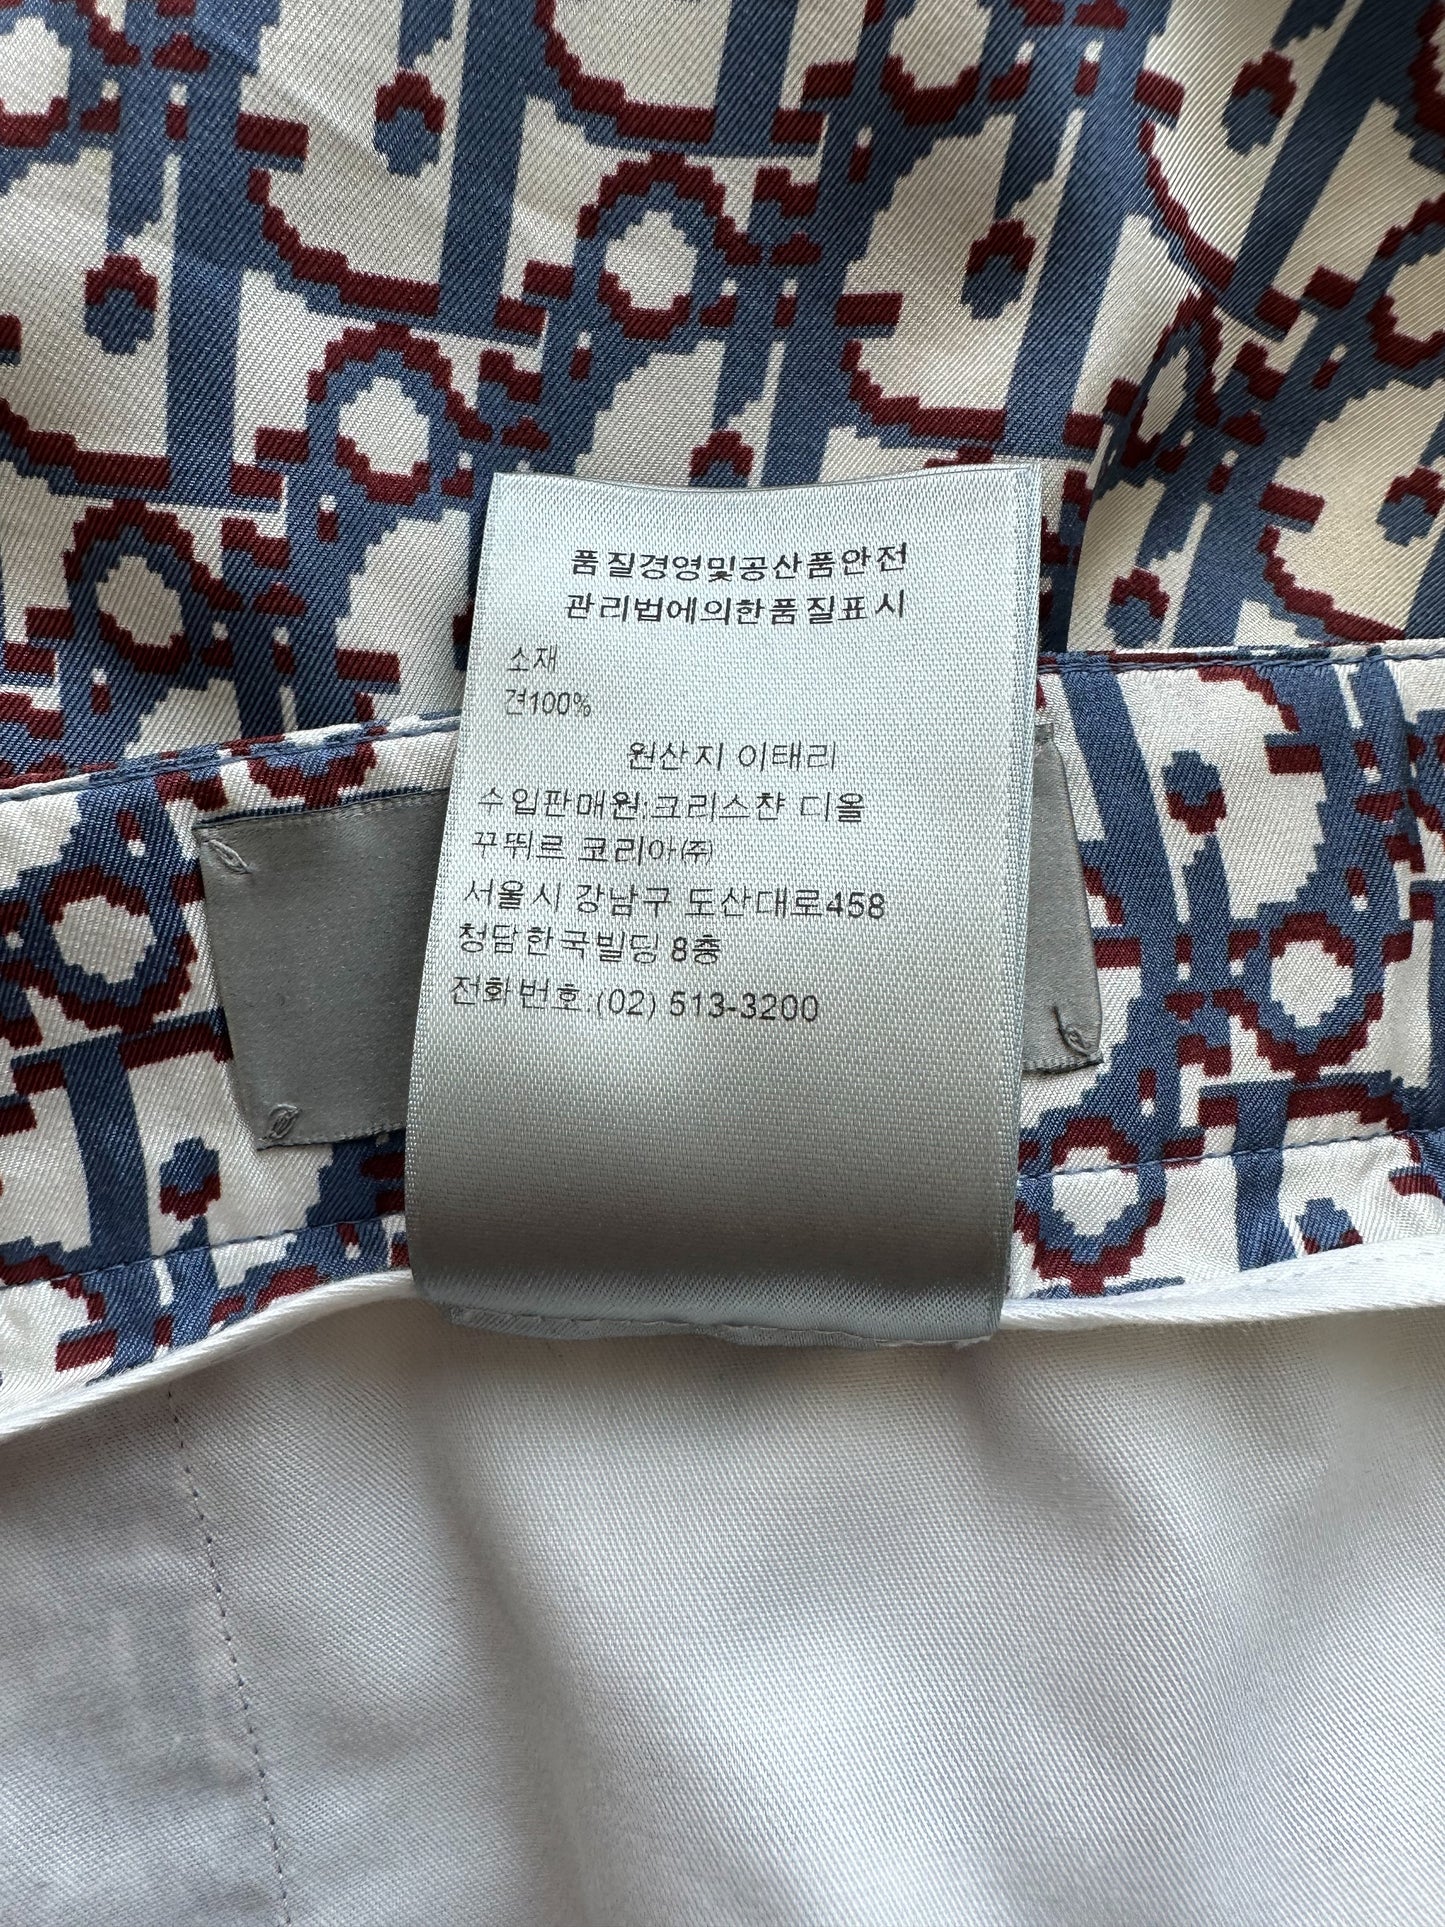 품질경영및공산품안전
관리법에의한품질표시
소재
견100%
원산지 이태리
수입판매원:크리스챤 디올
꾸뛰르 코리아㈜
서울시 강남구 도산대로458
청담한국빌딩 8층
전화번호:(02) 513-3200